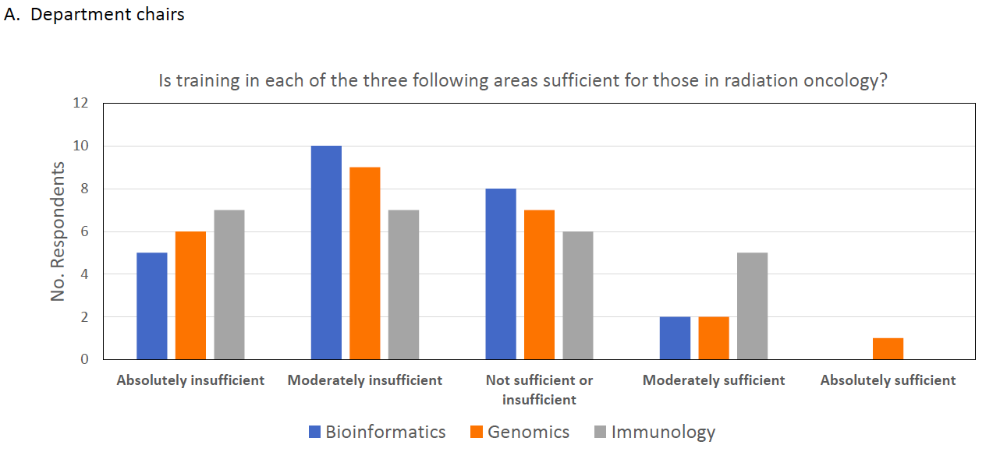 A. Department chairs
Is training in each of the three following areas sufficient for those in radiation oncology?
No. Respondents
12
10
8
6
4
2
0
Absolutely insufficient
Moderately insufficient
Not sufficient or
insufficient
Moderately sufficient
Absolutely sufficient
Bioinformatics
Genomics
Immunology